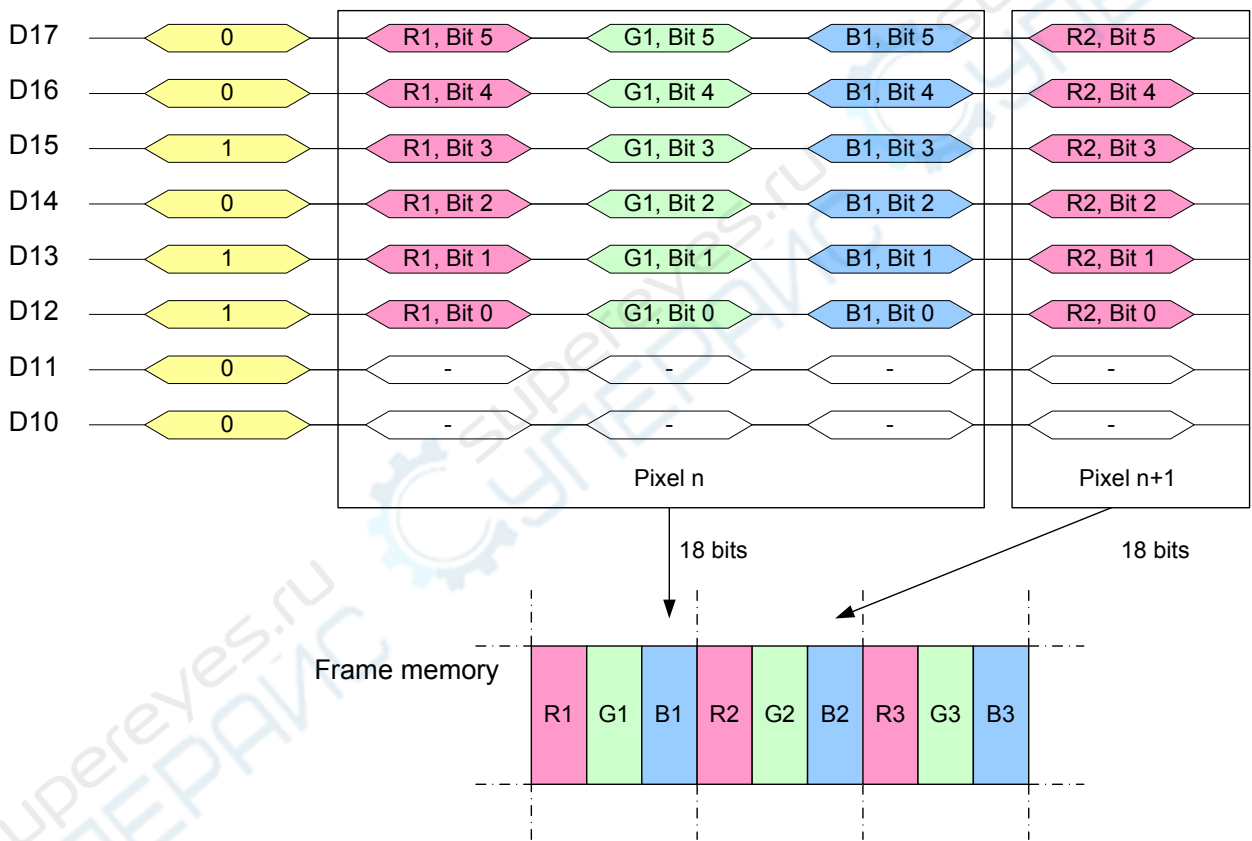 D17 0 R1, Bit 5 G1, Bit 5 B1, Bit 5 R2, Bit 5
D16 0 R1, Bit 4 G1, Bit 4 B1, Bit 4 R2, Bit 4
D15 1 R1, Bit 3 G1, Bit 3 B1, Bit 3 R2, Bit 3
D14 0 R1, Bit 2 G1, Bit 2 B1, Bit 2 R2, Bit 2
D13 1 R1, Bit 1 G1, Bit 1 B1, Bit 1 R2, Bit 1
D12 1 R1, Bit 0 G1, Bit 0 B1, Bit 0 R2, Bit 0
D11 0 - - - -
D10 0 - - - -
Pixel n Pixel n+1
18 bits 18 bits
Frame memory
R1 G1 B1 R2 G2 B2 R3 G3 B3
supereyes.ru
СУПЕРАЙС